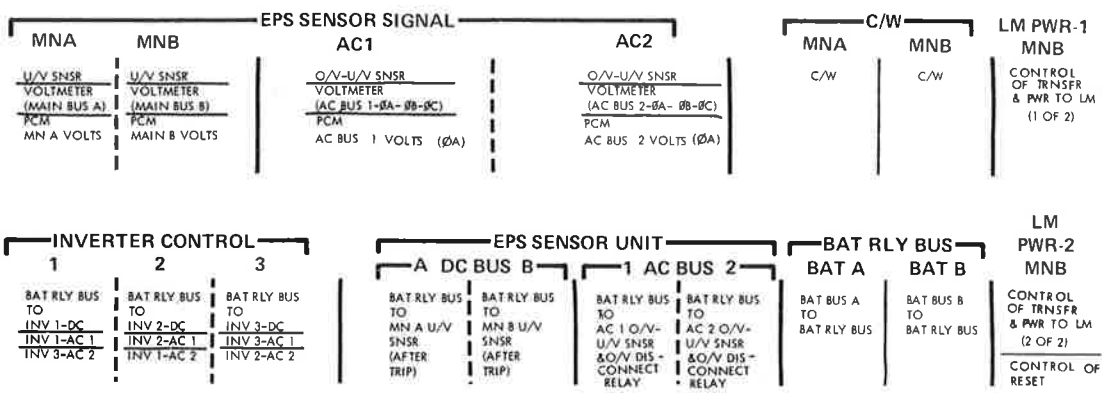 EPS SENSOR SIGNAL
MNA
U/V SNSR
VOLTMETER
(MAIN BUS A)
PCM
MN A VOLTS
MNB
U/V SNSR
VOLTMETER
(MAIN BUS B)
PCM
MAIN B VOLTS
AC1
O/V-U/V SNSR
VOLTMETER
(AC BUS 1-ØA- ØB-ØC)
PCM
AC BUS 1 VOLTS (ØA)
AC2
O/V-U/V SNSR
VOLTMETER
(AC BUS 2-ØA- ØB-ØC)
PCM
AC BUS 2 VOLTS (ØA)
C/W
MNA
C/W
MNB
C/W
LM PWR-1
MNB
CONTROL
OF TRNSFR
& PWR TO LM
(1 OF 2)
INVERTER CONTROL
1
BAT RLY BUS
TO
INV 1-DC
INV 1-AC 1
INV 3-AC 2
2
BAT RLY BUS
TO
INV 2-DC
INV 2-AC 1
INV 1-AC 2
3
BAT RLY BUS
TO
INV 3-DC
INV 3-AC 1
INV 2-AC 2
EPS SENSOR UNIT
A DC BUS B
BAT RLY BUS
TO
MN A U/V
SNSR
(AFTER
TRIP)
BAT RLY BUS
TO
MN B U/V
SNSR
(AFTER
TRIP)
1 AC BUS 2
BAT RLY BUS
TO
AC 1 O/V-
U/V SNSR
&O/V DIS-
CONNECT
RELAY
BAT RLY BUS
TO
AC 2 O/V-
U/V SNSR
&O/V DIS-
CONNECT
RELAY
BAT RLY BUS
BAT A
BAT BUS A
TO
BAT RLY BUS
BAT B
BAT BUS B
TO
BAT RLY BUS
LM
PWR-2
MNB
CONTROL
OF TRNSFR
& PWR TO LM
(2 OF 2)
CONTROL OF
RESET